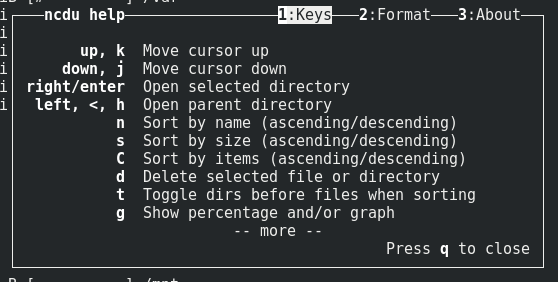 ncdu help 1:Keys 2:Format 3:About
up, k Move cursor up
down, j Move cursor down
right/enter Open selected directory
left, <, h Open parent directory
n Sort by name (ascending/descending)
s Sort by size (ascending/descending)
C Sort by items (ascending/descending)
d Delete selected file or directory
t Toggle dirs before files when sorting
g Show percentage and/or graph
-- more --
Press q to close